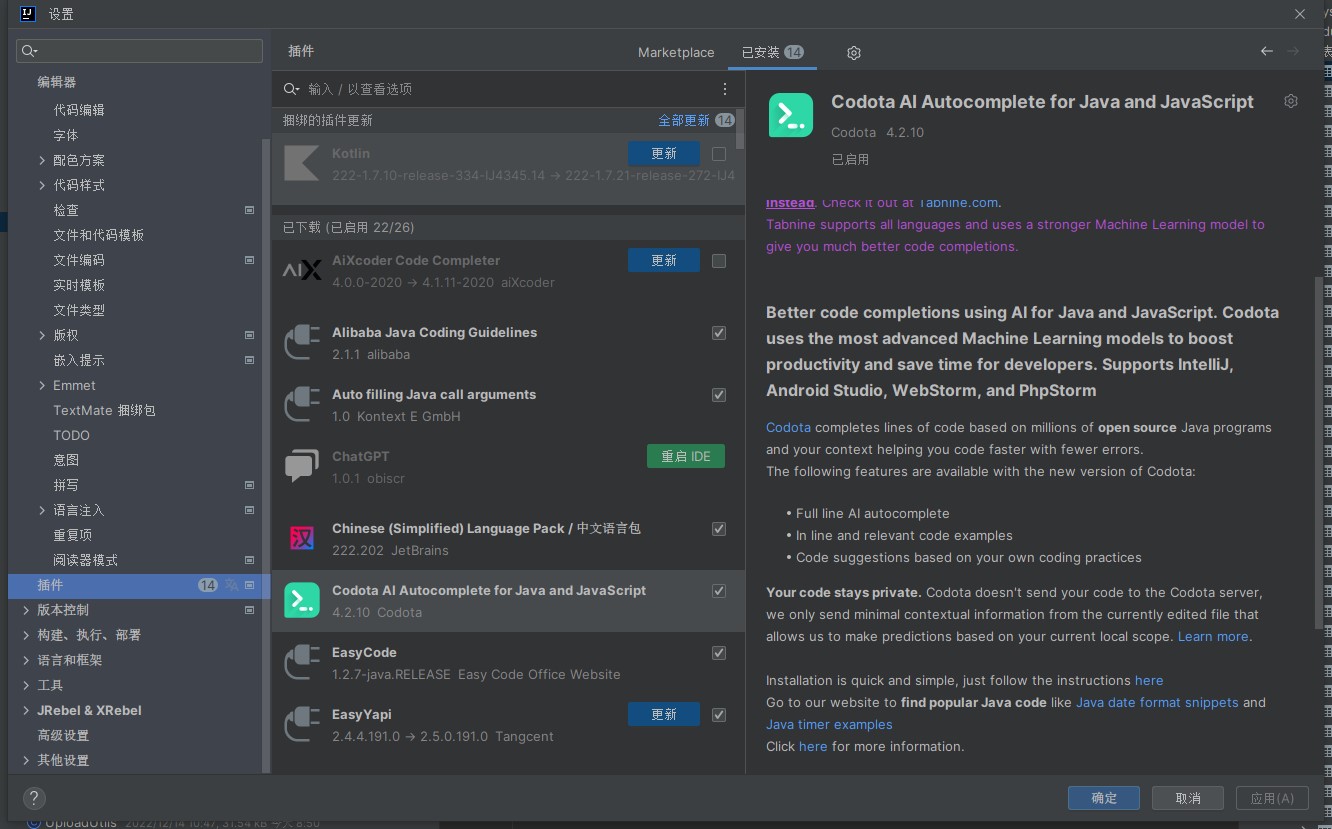 设置
编辑器
代码编辑
字体
配色方案
代码样式
检查
文件和代码模板
文件编码
实时模板
文件类型
版权
嵌入提示
Emmet
TextMate 捆绑包
TODO
意图
拼写
语言注入
重复项
阅读器模式
插件 14
版本控制
构建、执行、部署
语言和框架
工具
JRebel & XRebel
高级设置
其他设置
插件 Marketplace 已安装 14
输入 / 以查看选项
捆绑的插件更新 全部更新 14
Kotlin 更新
222-1.7.10-release-334-IJ4345.14 → 222-1.7.21-release-272-IJ4
已下载 (已启用 22/26)
AiXcoder Code Completer 更新
4.0.0-2020 → 4.1.11-2020 aiXcoder
Alibaba Java Coding Guidelines
2.1.1 alibaba
Auto filling Java call arguments
1.0 Kontext E GmbH
ChatGPT 重启 IDE
1.0.1 obiscr
汉
Chinese (Simplified) Language Pack / 中文语言包
222.202 JetBrains
Codota AI Autocomplete for Java and JavaScript
4.2.10 Codota
EasyCode
1.2.7-java.RELEASE Easy Code Office Website
EasyYapi 更新
2.4.4.191.0 → 2.5.0.191.0 Tangcent
Codota AI Autocomplete for Java and JavaScript
Codota 4.2.10
已启用
instead. Check it out at Tabnine.com.
Tabnine supports all languages and uses a stronger Machine Learning model to
give you much better code completions.
Better code completions using AI for Java and JavaScript. Codota
uses the most advanced Machine Learning models to boost
productivity and save time for developers. Supports IntelliJ,
Android Studio, WebStorm, and PhpStorm
Codota completes lines of code based on millions of open source Java programs
and your context helping you code faster with fewer errors.
The following features are available with the new version of Codota:
• Full line AI autocomplete
• In line and relevant code examples
• Code suggestions based on your own coding practices
Your code stays private. Codota doesn't send your code to the Codota server,
we only send minimal contextual information from the currently edited file that
allows us to make predictions based on your current local scope. Learn more.
Installation is quick and simple, just follow the instructions here
Go to our website to find popular Java code like Java date format snippets and
Java timer examples
Click here for more information.
? 确定 取消 应用(A)
UploadUtils 2022/12/14 10:47, 31.54 kB